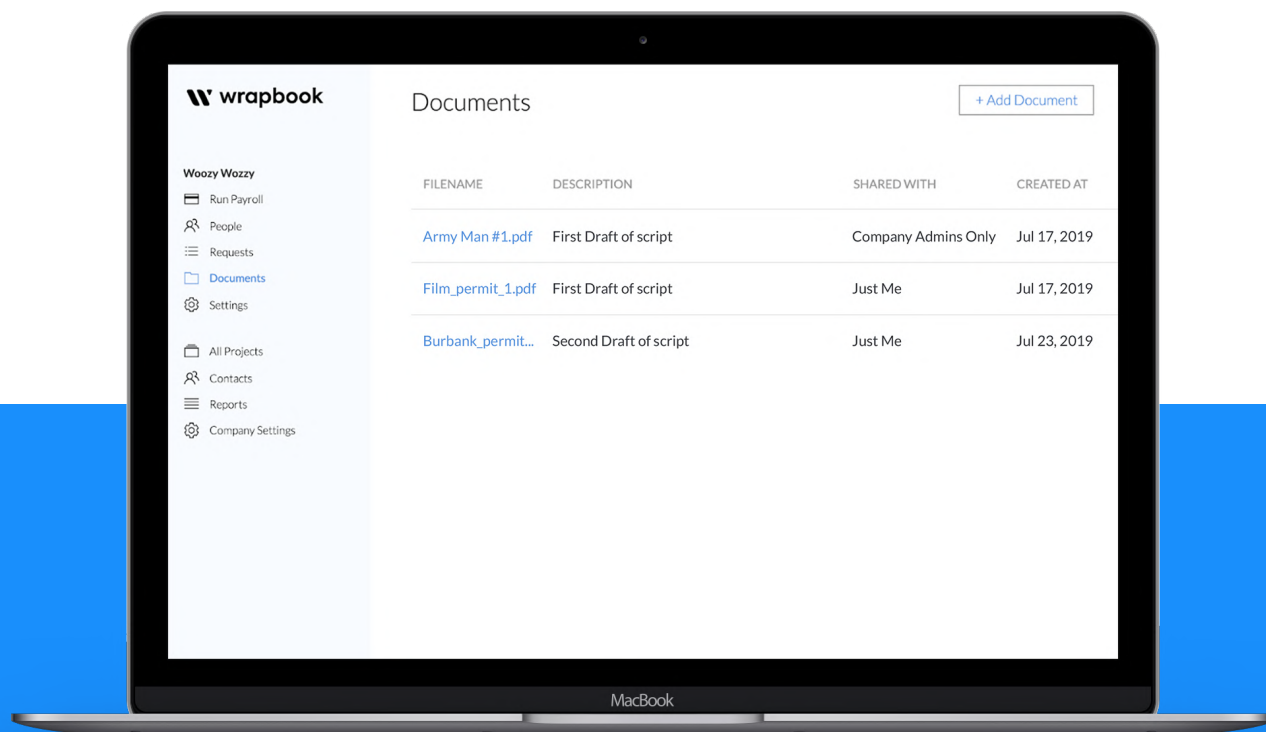 wrapbook
Documents
+ Add Document
Woozy Wozzy
Run Payroll
People
Requests
Documents
Settings
All Projects
Contacts
Reports
Company Settings
FILENAME DESCRIPTION SHARED WITH CREATED AT
Army Man #1.pdf First Draft of script Company Admins Only Jul 17, 2019
Film_permit_1.pdf First Draft of script Just Me Jul 17, 2019
Burbank_permit... Second Draft of script Just Me Jul 23, 2019
MacBook